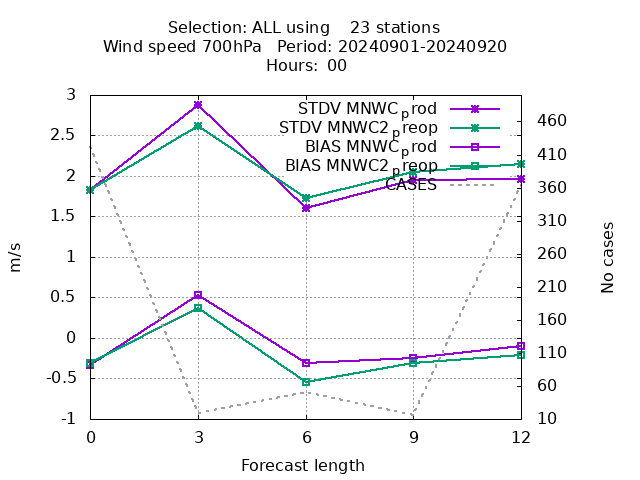 Selection: ALL using    23 stations
Wind speed 700hPa   Period: 20240901-20240920
Hours: 00
STDV MNWC_prod
STDV MNWC2_preop
BIAS MNWC_prod
BIAS MNWC2_preop
CASES
3
2.5
2
1.5
1
0.5
0
-0.5
-1
m/s
460
410
360
310
260
210
160
110
60
10
No cases
0 3 6 9 12
Forecast length